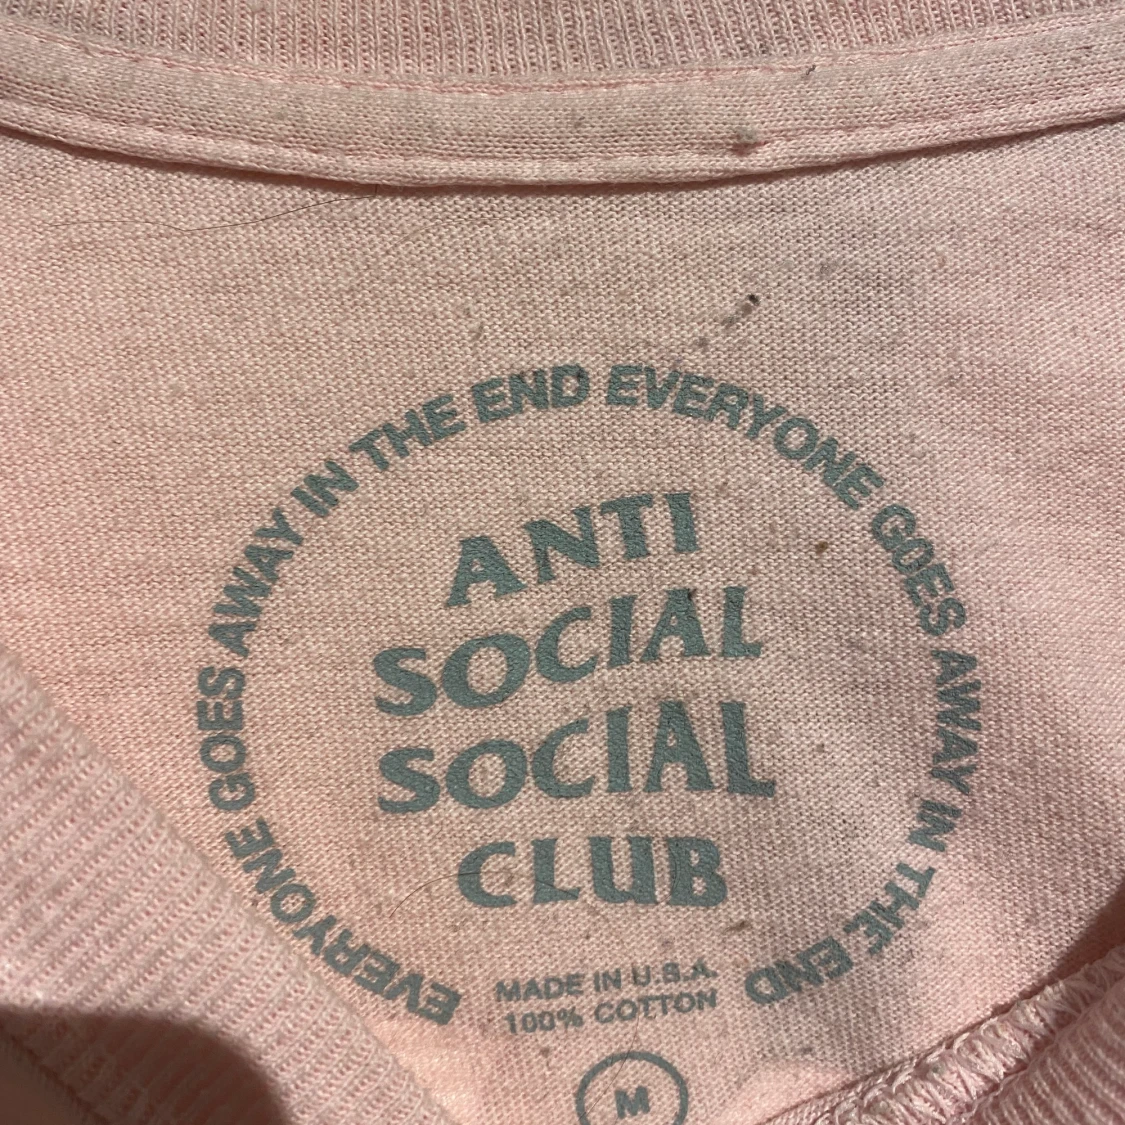 EVERYONE GOES AWAY IN THE END EVERYONE GOES AWAY IN THE END
ANTI
SOCIAL
SOCIAL
CLUB
MADE IN U.S.A.
100% COTTON
M